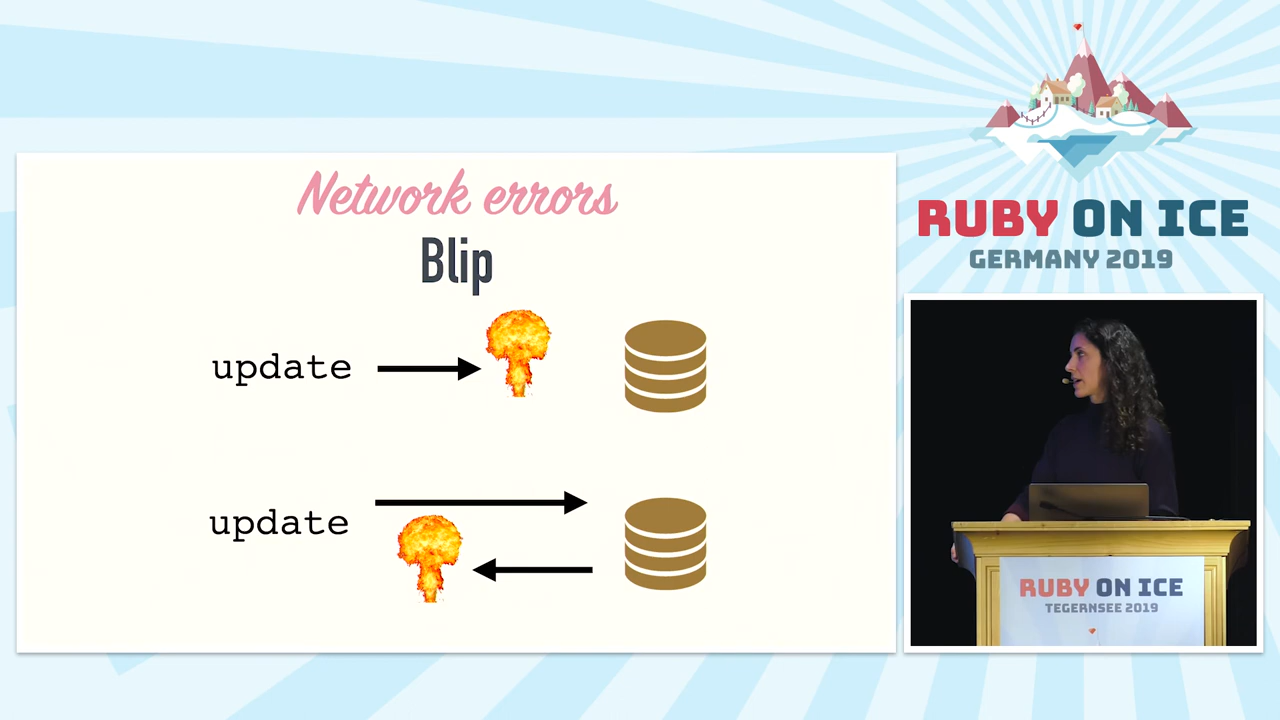 Network errors
Blip
update
update
RUBY ON ICE
GERMANY 2019
RUBY ON ICE
TEGERNSEE 2019